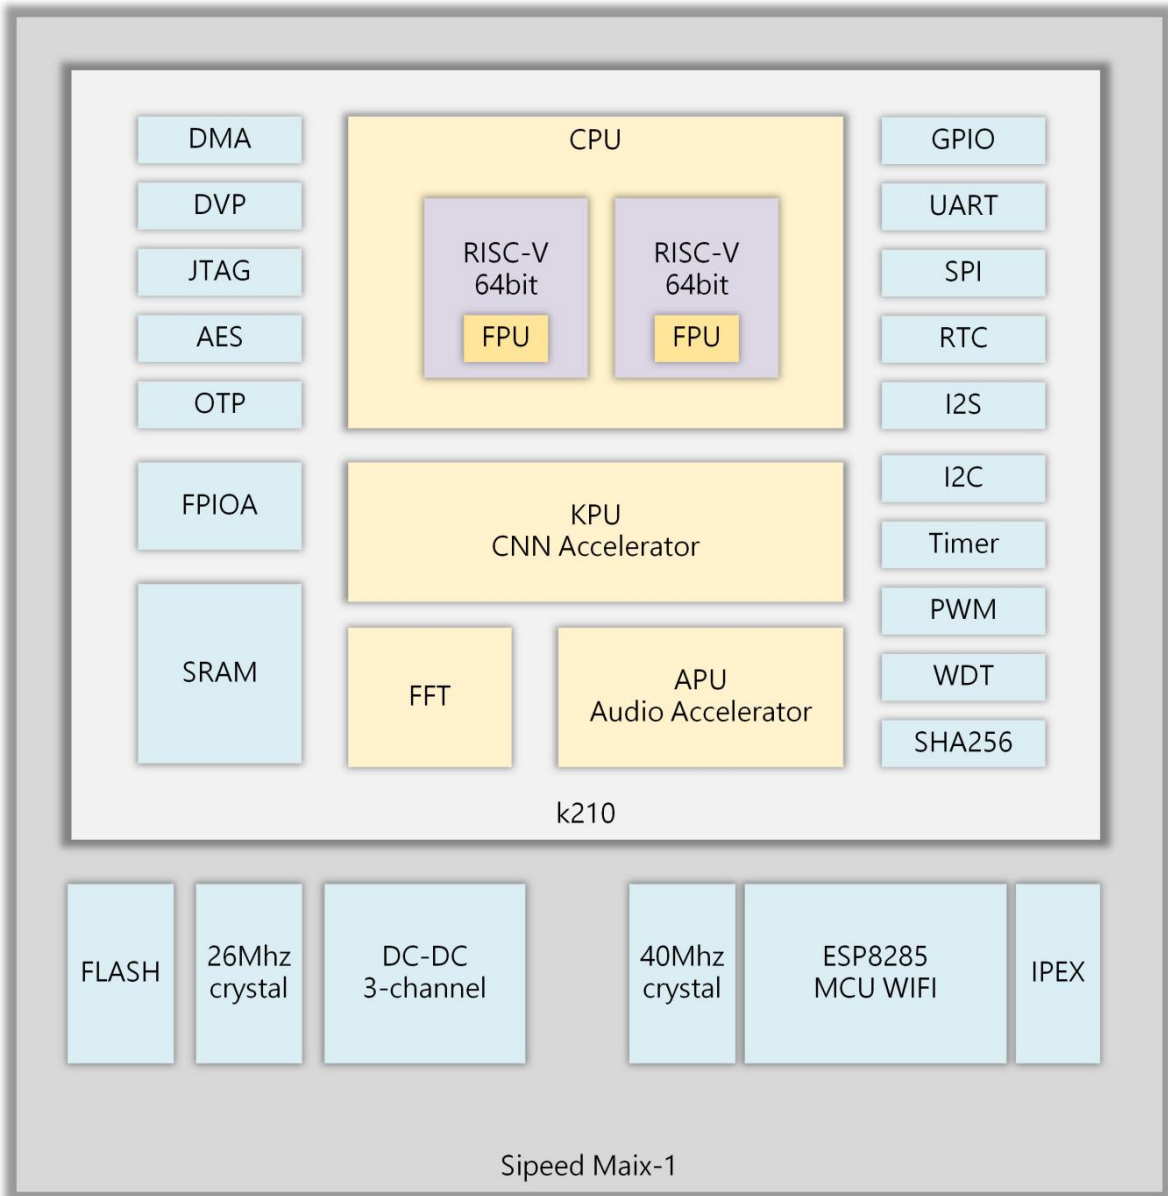 DMA
DVP
JTAG
AES
OTP
FPIOA
SRAM
CPU
RISC-V
64bit
FPU
RISC-V
64bit
FPU
KPU
CNN Accelerator
FFT
APU
Audio Accelerator
GPIO
UART
SPI
RTC
I2S
I2C
Timer
PWM
WDT
SHA256
k210
FLASH
26Mhz
crystal
DC-DC
3-channel
40Mhz
crystal
ESP8285
MCU WIFI
IPEX
Sipeed Maix-1